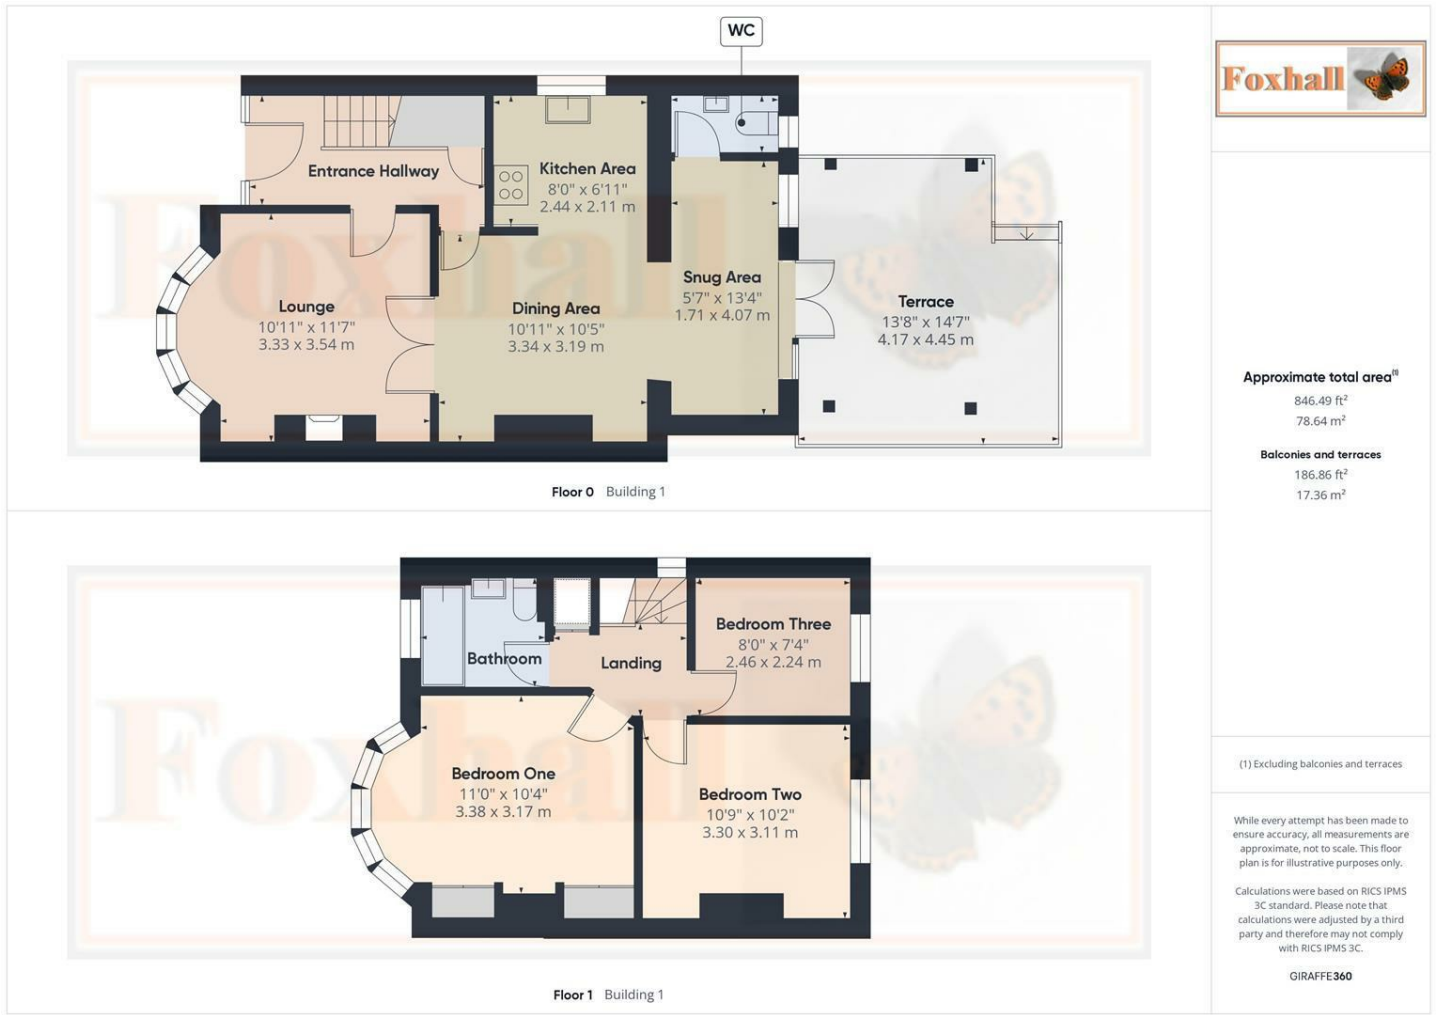 WC
Foxhall
Entrance Hallway
Kitchen Area
8'0" x 6'11"
2.44 x 2.11 m
Snug Area
5'7" x 13'4"
1.71 x 4.07 m
Lounge
10'11" x 11'7"
3.33 x 3.54 m
Dining Area
10'11" x 10'5"
3.34 x 3.19 m
Terrace
13'8" x 14'7"
4.17 x 4.45 m
Foxhall
Floor 0 Building 1
Bathroom
Landing
Bedroom Three
8'0" x 7'4"
2.46 x 2.24 m
Bedroom One
11'0" x 10'4"
3.38 x 3.17 m
Bedroom Two
10'9" x 10'2"
3.30 x 3.11 m
Foxhall
Floor 1 Building 1
Approximate total area(1)
846.49 ft²
78.64 m²
Balconies and terraces
186.86 ft²
17.36 m²
(1) Excluding balconies and terraces
While every attempt has been made to
ensure accuracy, all measurements are
approximate, not to scale. This floor
plan is for illustrative purposes only.
Calculations were based on RICS IPMS
3C standard. Please note that
calculations were adjusted by a third
party and therefore may not comply
with RICS IPMS 3C.
GIRAFFE360